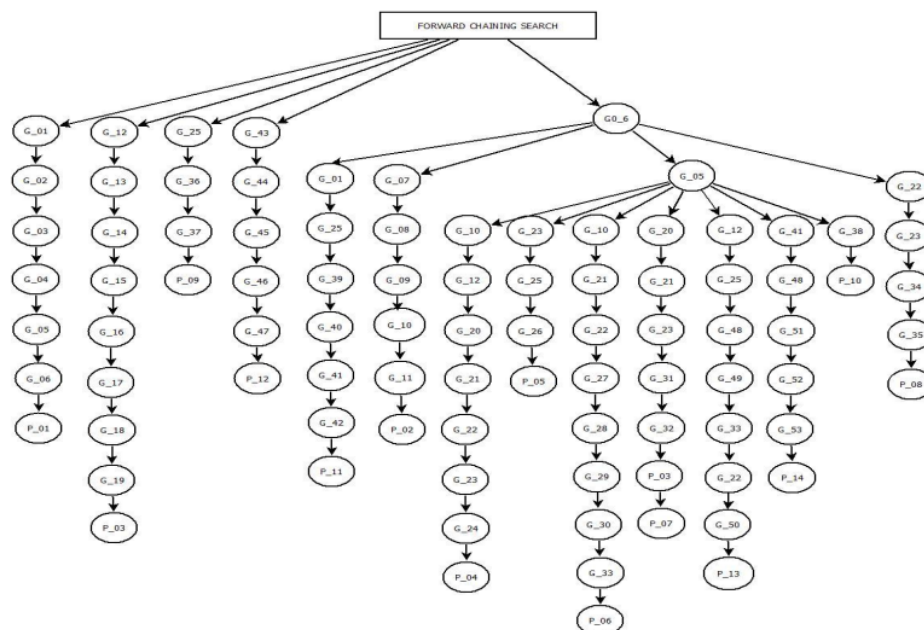 FORWARD CHAINING SEARCH
G0_6
G_01 G_12 G_25 G_43
G_02 G_13 G_36 G_44 G_01 G_07 G_05 G_22
G_03 G_14 G_37 G_45 G_25 G_08 G_10 G_23 G_10 G_20 G_12 G_41 G_38 G_23
G_04 G_15 P_09 G_46 G_39 G_09 G_12 G_25 G_21 G_21 G_25 G_48 P_10 G_34
G_05 G_16 G_47 G_40 G_10 G_20 G_26 G_22 G_23 G_48 G_51 G_35
G_06 G_17 P_12 G_41 G_11 G_21 P_05 G_27 G_31 G_49 G_52 P_08
P_01 G_18 G_42 P_02 G_22 G_28 G_32 G_33 G_53
G_19 P_11 G_23 G_29 P_03 G_22 P_14
P_03 G_24 G_30 P_07 G_50
P_04 G_33 P_13
P_06